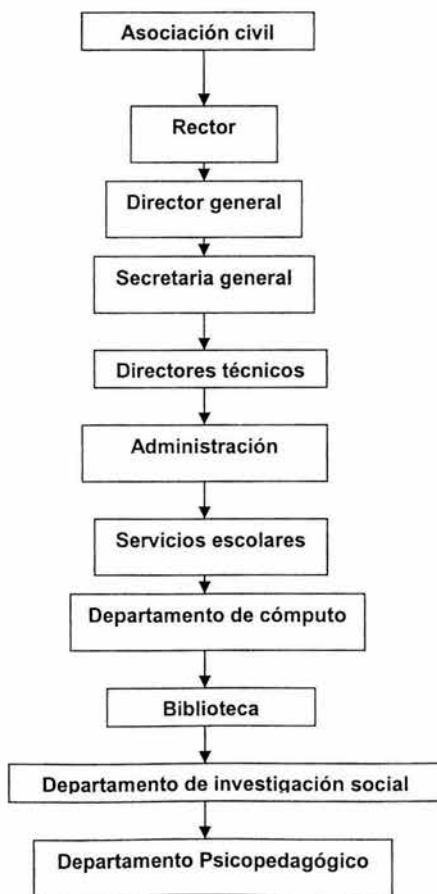 Asociación civil
Rector
Director general
Secretaria general
Directores técnicos
Administración
Servicios escolares
Departamento de cómputo
Biblioteca
Departamento de investigación social
Departamento Psicopedagógico